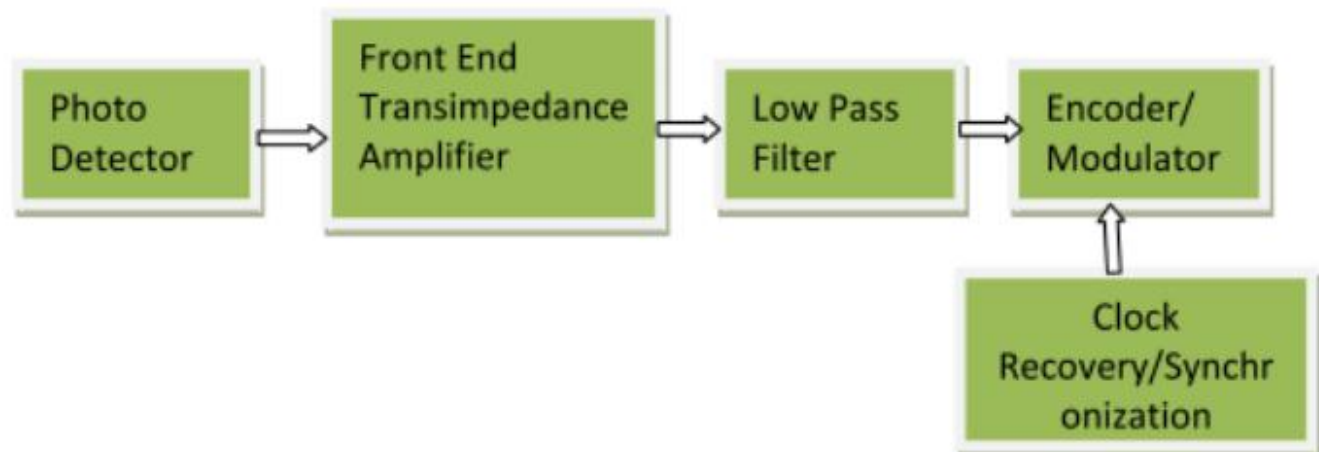 Photo
Detector
Front End
Transimpedance
Amplifier
Low Pass
Filter
Encoder/
Modulator
Clock
Recovery/Synchr
onization